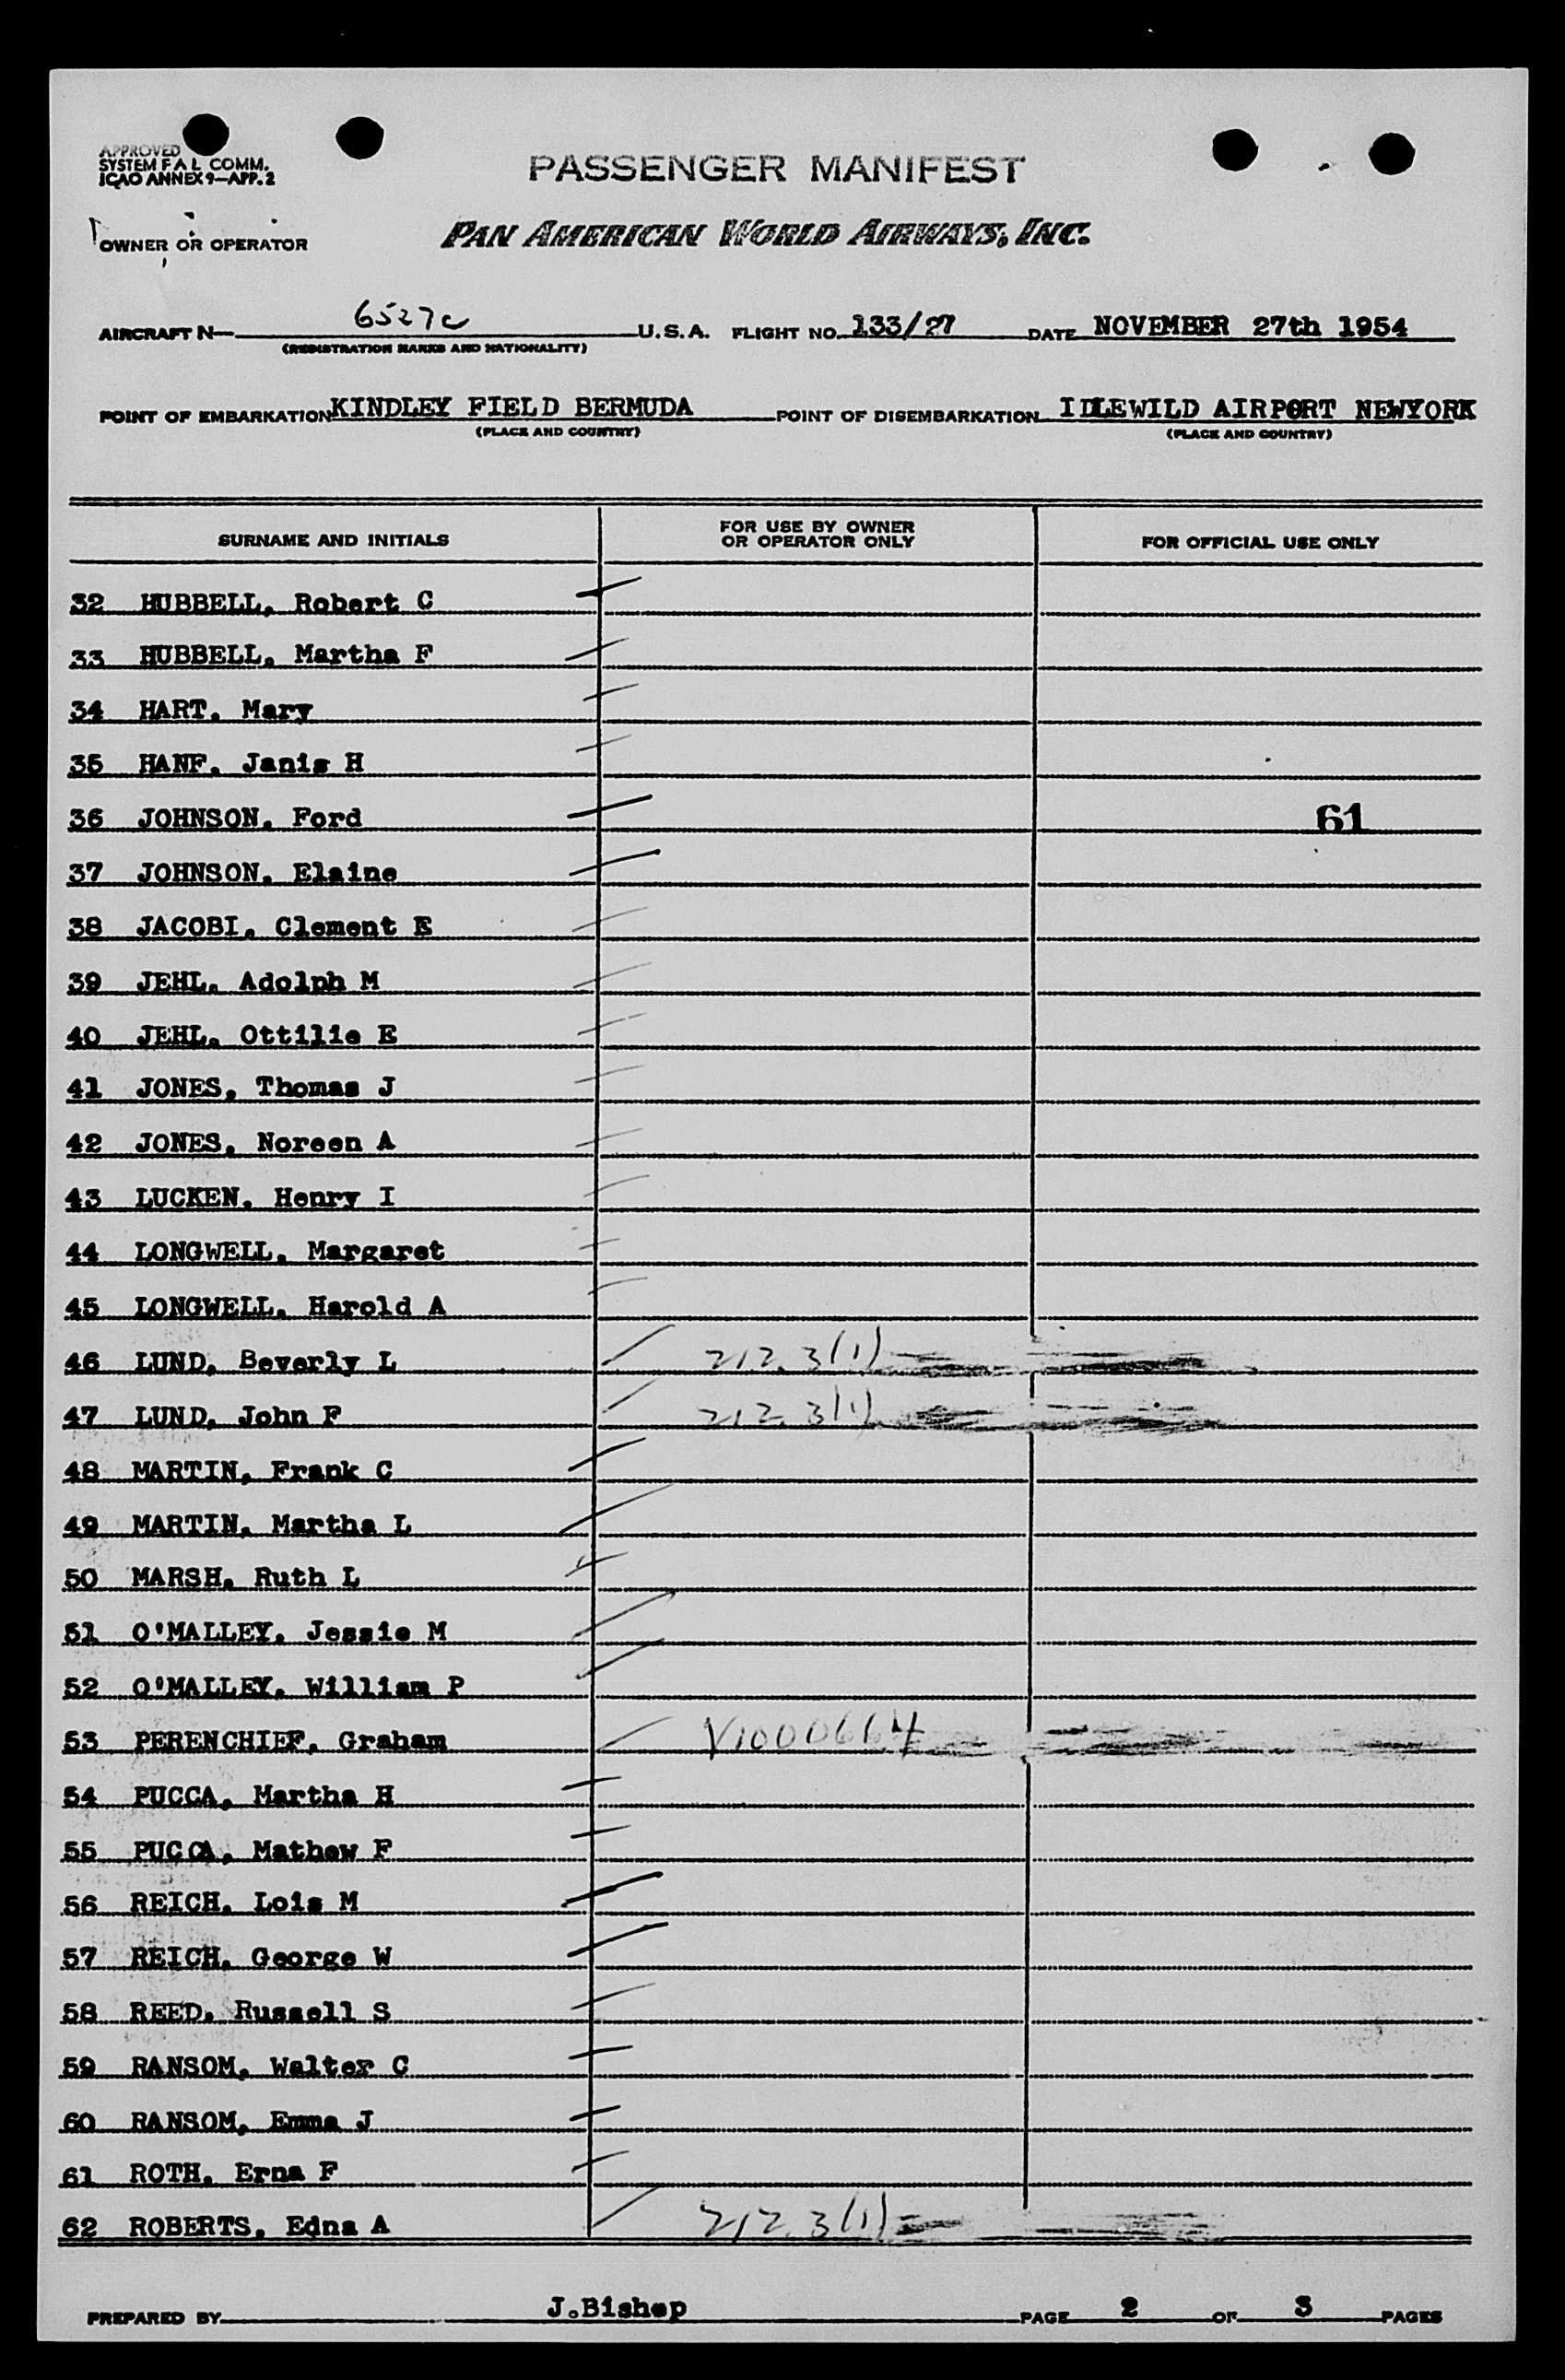 APPROVED
SYSTEM F A L COMM.
ICAO ANNEX 9—APP. 2
PASSENGER MANIFEST
OWNER OR OPERATOR PAN AMERICAN WORLD AIRWAYS, INC.
AIRCRAFT N— 6527c U.S.A. FLIGHT NO. 133/27 DATE NOVEMBER 27th 1954
(REGISTRATION MARKS AND NATIONALITY)
POINT OF EMBARKATION KINDLEY FIELD BERMUDA POINT OF DISEMBARKATION IDLEWILD AIRPORT NEWYORK
(PLACE AND COUNTRY) (PLACE AND COUNTRY)
SURNAME AND INITIALS FOR USE BY OWNER OR OPERATOR ONLY FOR OFFICIAL USE ONLY
32 HUBBELL, Robert C
33 HUBBELL, Martha F
34 HART, Mary
35 HANF, Janis H
36 JOHNSON, Ford 61
37 JOHNSON, Elaine
38 JACOBI, Clement E
39 JEHL, Adolph M
40 JEHL, Ottilie E
41 JONES, Thomas J
42 JONES, Noreen A
43 LUCKEN, Henry I
44 LONGWELL, Margaret
45 LONGWELL, Harold A
46 LUND, Beverly L 212.3(1)
47 LUND, John F 212.3(1)
48 MARTIN, Frank C
49 MARTIN, Martha L
50 MARSH, Ruth L
51 O'MALLEY, Jessie M
52 O'MALLEY, William P
53 PERENCHIEF, Graham V1000664
54 PUCCA, Martha H
55 PUCCA, Mathew F
56 REICH, Lois M
57 REICH, George W
58 REED, Russell S
59 RANSOM, Walter C
60 RANSOM, Emma J
61 ROTH, Erna F
62 ROBERTS, Edna A 212.3(1)
PREPARED BY J.Bishop PAGE 2 OF 3 PAGES